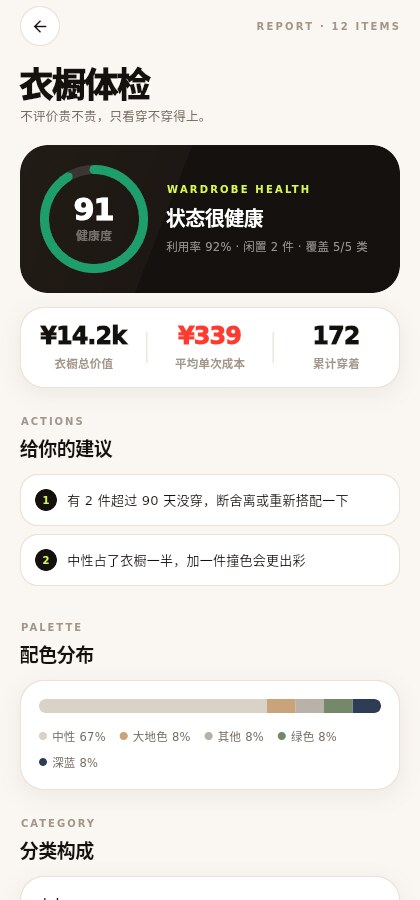 REPORT · 12 ITEMS
衣橱体检
不评价贵不贵，只看穿不穿得上。
91
健康度
WARDROBE HEALTH
状态很健康
利用率 92% · 闲置 2 件 · 覆盖 5/5 类
¥14.2k
衣橱总价值
¥339
平均单次成本
172
累计穿着
ACTIONS
给你的建议
1 有 2 件超过 90 天没穿，断舍离或重新搭配一下
2 中性占了衣橱一半，加一件撞色会更出彩
PALETTE
配色分布
中性 67% 大地色 8% 其他 8% 绿色 8%
深蓝 8%
CATEGORY
分类构成